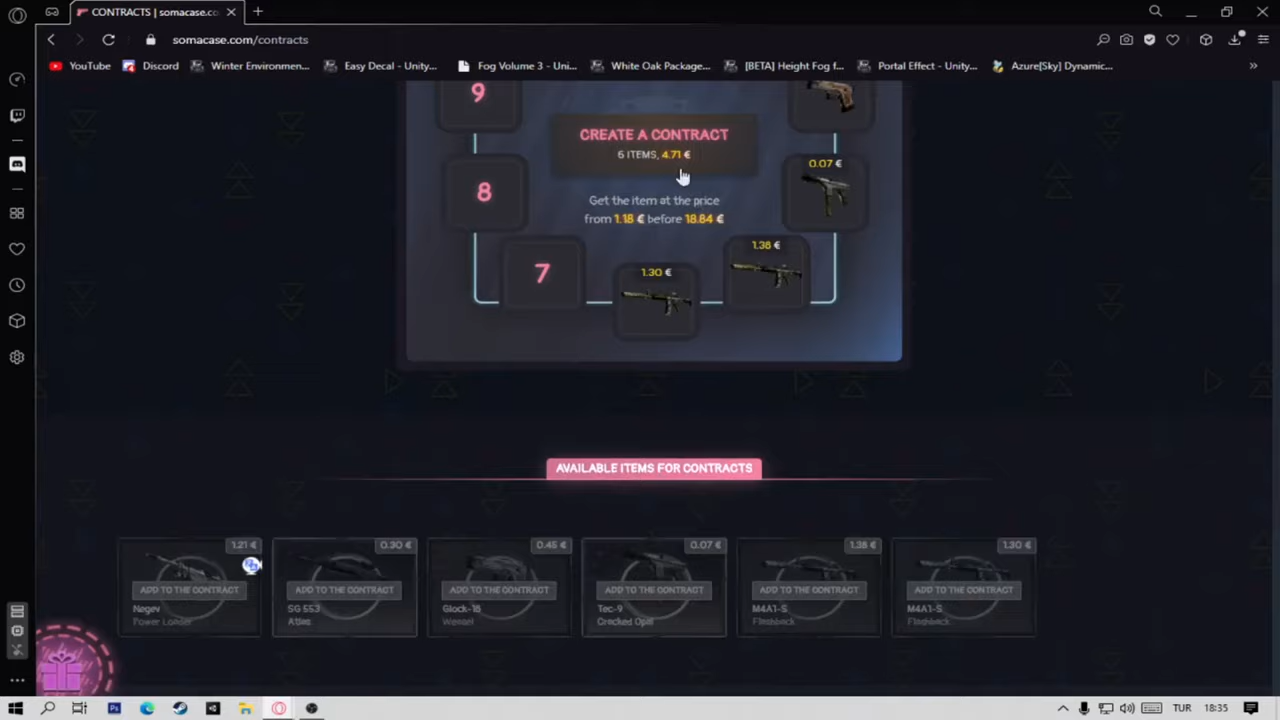 CONTRACTS | somacase.co
somacase.com/contracts
YouTube
Discord
Winter Environmen...
Easy Decal - Unity...
Fog Volume 3 - Uni...
White Oak Package...
[BETA] Height Fog f...
Portal Effect - Unity...
Azure[Sky] Dynamic...
9
CREATE A CONTRACT
6 ITEMS, 4.71 €
0.07 €
8
Get the item at the price
from 1.18 € before 18.84 €
1.38 €
7
1.30 €
AVAILABLE ITEMS FOR CONTRACTS
1.21 €
ADD TO THE CONTRACT
Negev
Power Loader
0.30 €
ADD TO THE CONTRACT
SG 553
Atlas
0.45 €
ADD TO THE CONTRACT
Glock-18
Weasel
0.07 €
ADD TO THE CONTRACT
Tec-9
Cracked Opal
1.38 €
ADD TO THE CONTRACT
M4A1-S
Flashback
1.30 €
ADD TO THE CONTRACT
M4A1-S
Flashback
Ps
TUR
18:35